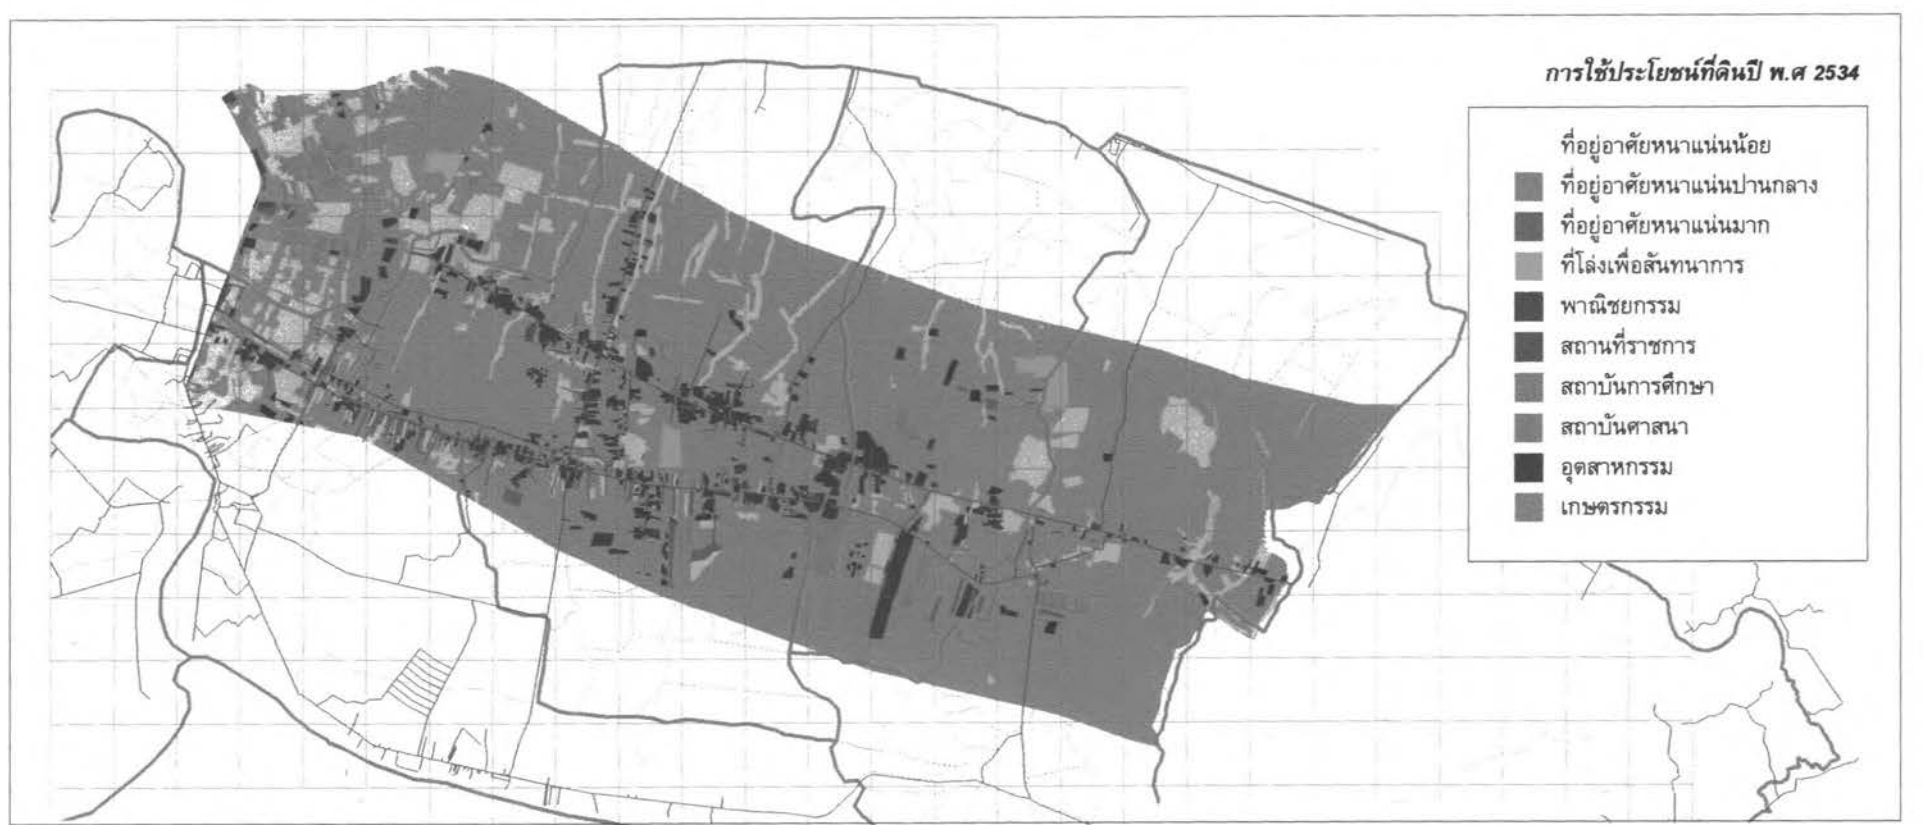 การใช้ประโยชน์ที่ดินปี พ.ศ 2534
ที่อยู่อาศัยหนาแน่นน้อย
ที่อยู่อาศัยหนาแน่นปานกลาง
ที่อยู่อาศัยหนาแน่นมาก
ที่โล่งเพื่อสันทนาการ
พาณิชยกรรม
สถานที่ราชการ
สถาบันการศึกษา
สถาบันศาสนา
อุตสาหกรรม
เกษตรกรรม